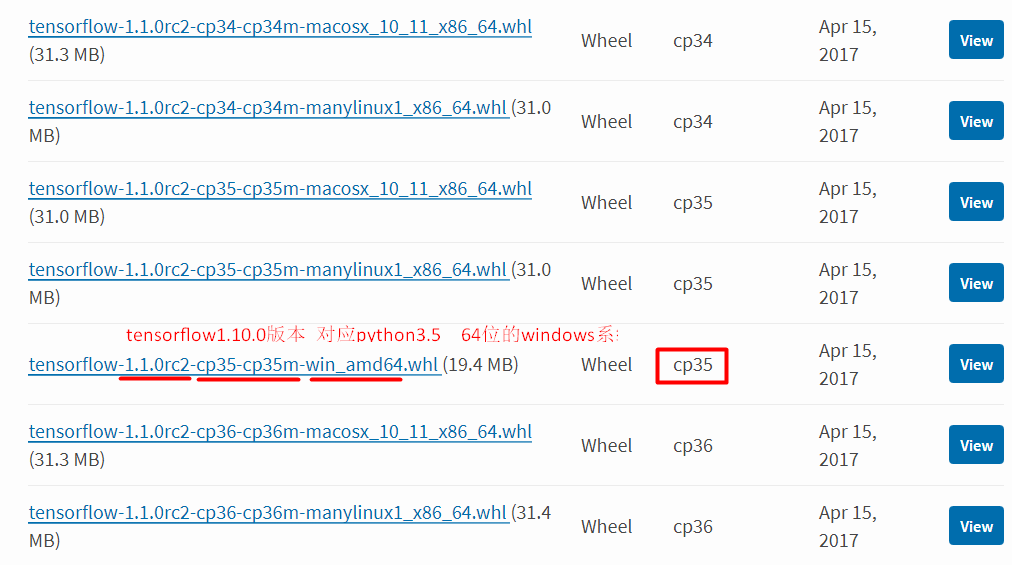 tensorflow-1.1.0rc2-cp34-cp34m-macosx_10_11_x86_64.whl
(31.3 MB)
Wheel
cp34
Apr 15,
2017
View
tensorflow-1.1.0rc2-cp34-cp34m-manylinux1_x86_64.whl (31.0
MB)
Wheel
cp34
Apr 15,
2017
View
tensorflow-1.1.0rc2-cp35-cp35m-macosx_10_11_x86_64.whl
(31.0 MB)
Wheel
cp35
Apr 15,
2017
View
tensorflow-1.1.0rc2-cp35-cp35m-manylinux1_x86_64.whl (31.0
MB)
Wheel
cp35
Apr 15,
2017
View
tensorflow1.10.0版本 对应python3.5 64位的windows系
tensorflow-1.1.0rc2-cp35-cp35m-win_amd64.whl (19.4 MB)
Wheel
cp35
Apr 15,
2017
View
tensorflow-1.1.0rc2-cp36-cp36m-macosx_10_11_x86_64.whl
(31.3 MB)
Wheel
cp36
Apr 15,
2017
View
tensorflow-1.1.0rc2-cp36-cp36m-manylinux1_x86_64.whl (31.4
MB)
Wheel
cp36
Apr 15,
2017
View